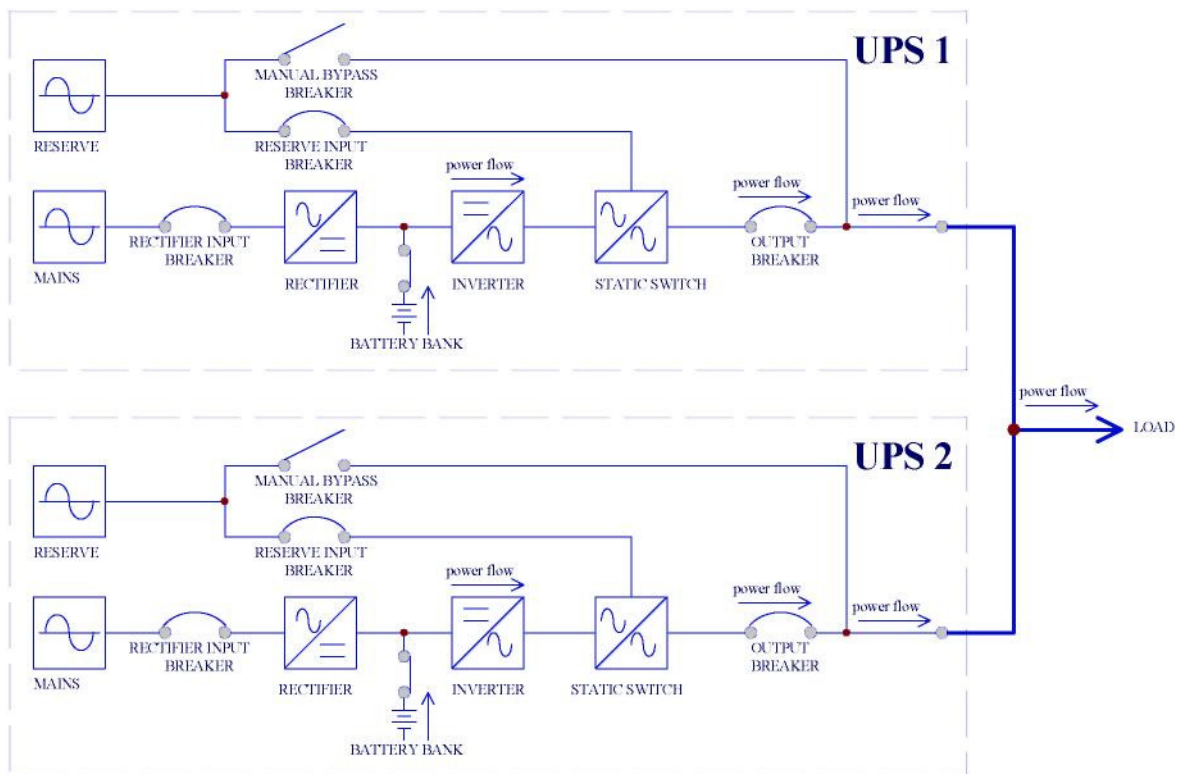 UPS 1
MANUAL BYPASS
BREAKER
RESERVE
RESERVE INPUT
BREAKER
power flow
power flow
power flow
RECTIFIER INPUT
BREAKER
OUTPUT
BREAKER
MAINS
RECTIFIER
INVERTER
STATIC SWITCH
BATTERY BANK
power flow
LOAD
UPS 2
MANUAL BYPASS
BREAKER
RESERVE
RESERVE INPUT
BREAKER
power flow
power flow
power flow
RECTIFIER INPUT
BREAKER
OUTPUT
BREAKER
MAINS
RECTIFIER
INVERTER
STATIC SWITCH
BATTERY BANK